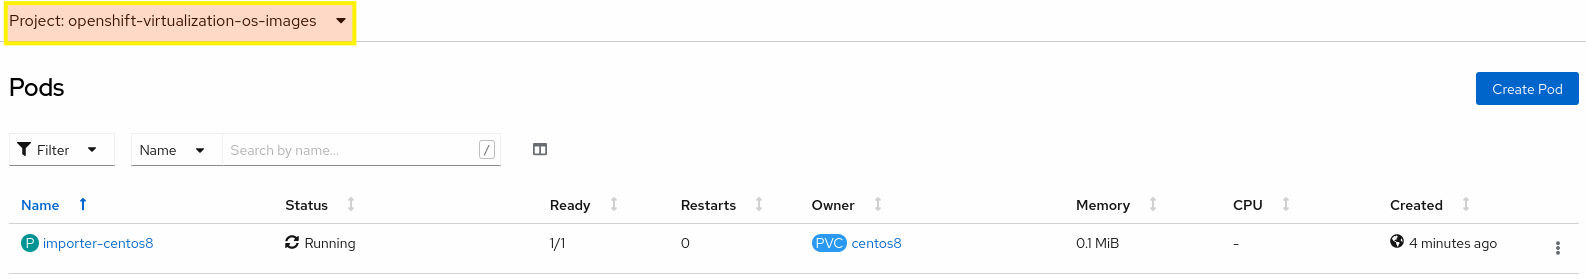 Project: openshift-virtualization-os-images
Pods
Create Pod
Filter Name Search by name... /
Name Status Ready Restarts Owner Memory CPU Created
P importer-centos8 Running 1/1 0 PVC centos8 0.1 MiB - 4 minutes ago